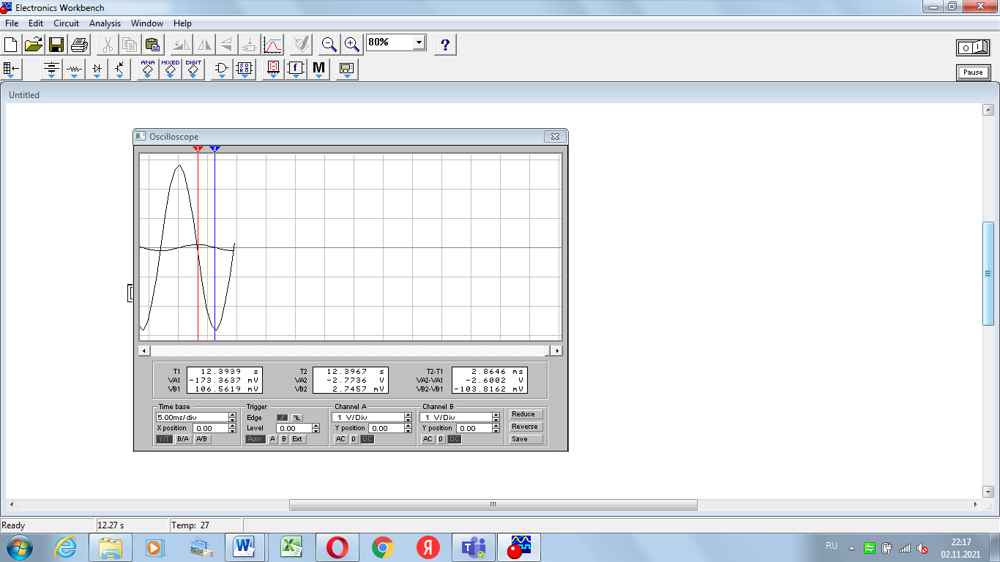 Electronics Workbench
File Edit Circuit Analysis Window Help
80% ?
ANA MIXED DIGIT f M
Pause
Untitled
Oscilloscope
1 2
T1 12.3939 s T2 12.3967 s T2-T1 2.8646 ms
VA1 -173.3637 mV VA2 -2.7736 V VA2-VA1 -2.6002 V
VB1 106.5619 mV VB2 2.7457 mV VB2-VB1 -103.8162 mV
Time base Trigger Channel A Channel B
Reduce
5.00ms/div Edge 1 V/Div 1 V/Div
Reverse
X position 0.00 Level 0.00 Y position 0.00 Y position 0.00
Y/T B/A A/B Auto A B Ext AC 0 DC AC 0 DC Save
Ready 12.27 s Temp: 27
RU 22:17
02.11.2021